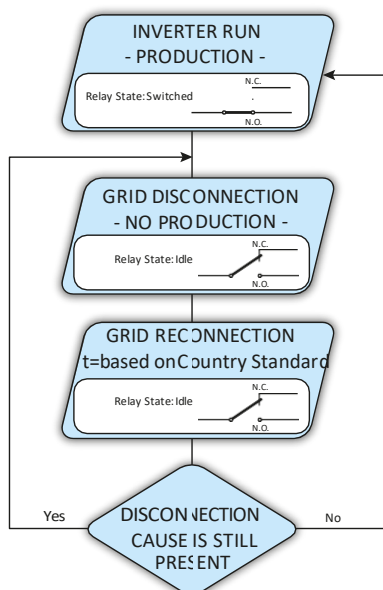 INVERTER RUN
- PRODUCTION -
N.C.
Relay State: Switched
N.O.
GRID DISCONNECTION
- NO PRODUCTION -
N.C.
Relay State: Idle
N.O.
GRID RECONNECTION
t=based on Country Standard
N.C.
Relay State: Idle
N.O.
Yes
No
DISCONNECTION
CAUSE IS STILL
PRESENT